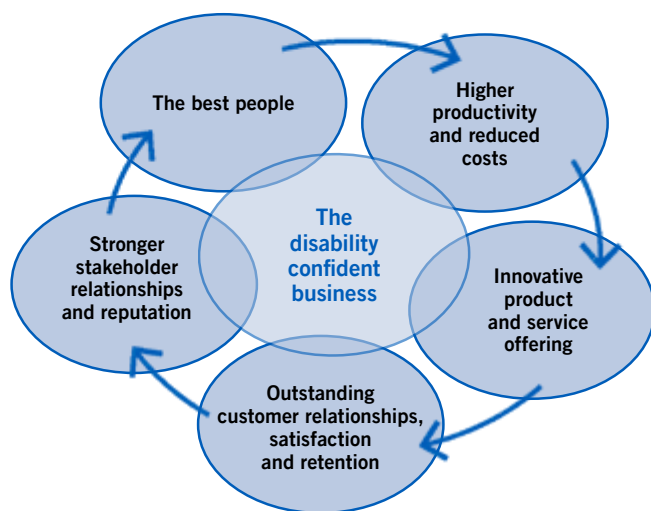 The best people
Higher
productivity
and reduced
costs
Innovative
product
and service
offering
Outstanding
customer relationships,
satisfaction
and retention
Stronger
stakeholder
relationships
and reputation
The
disability
confident
business